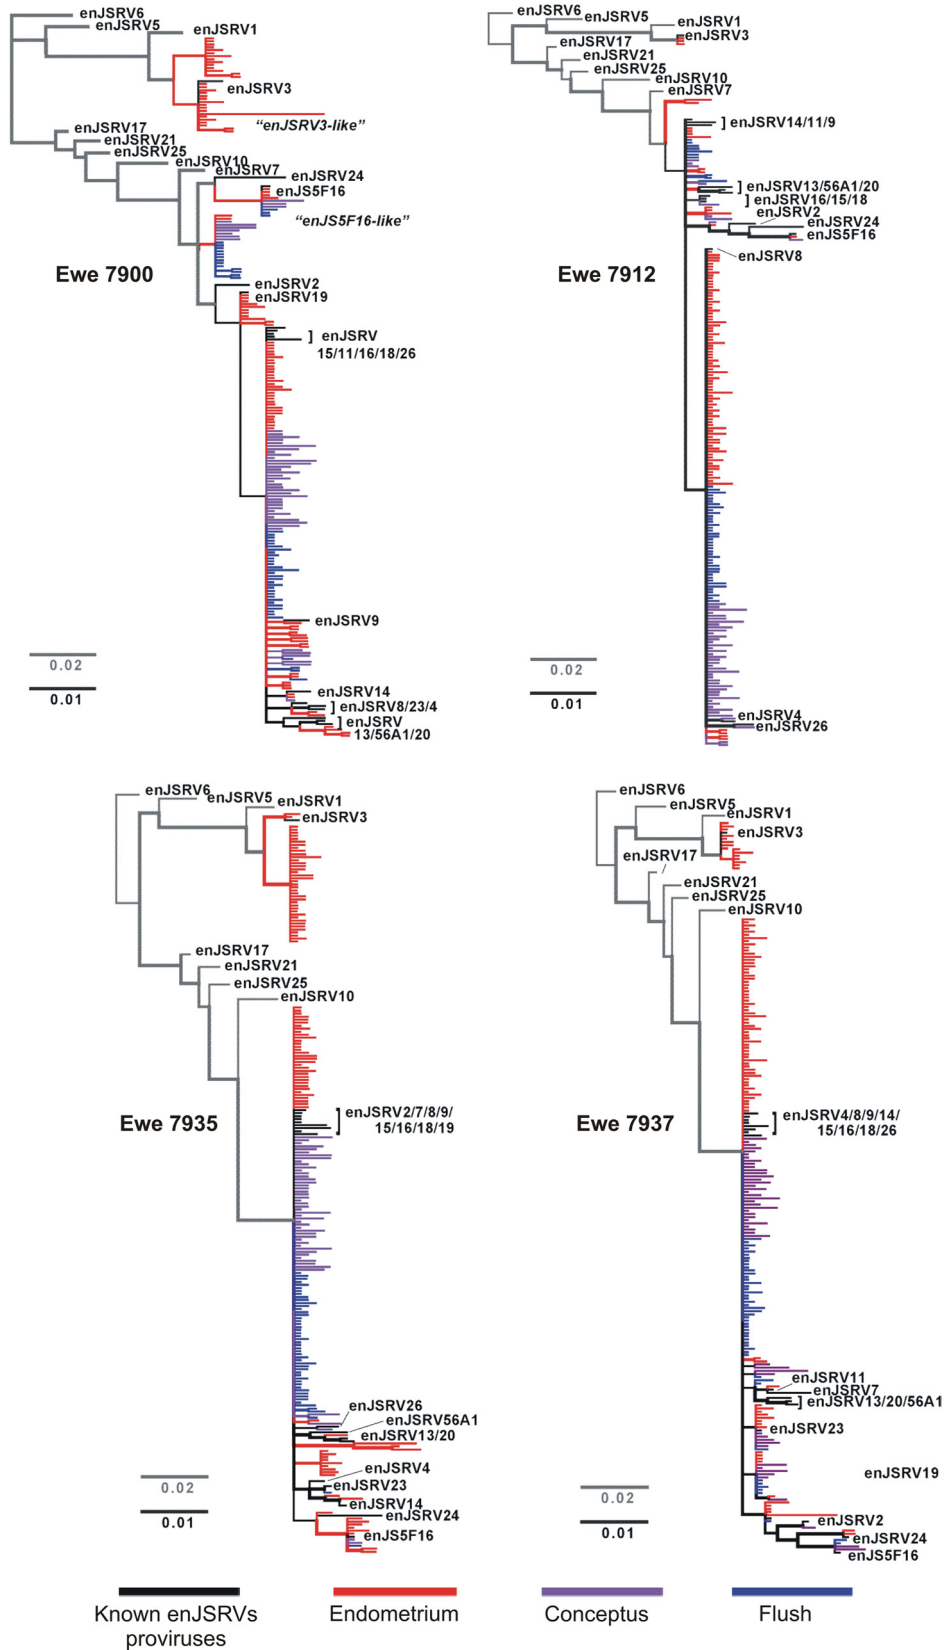 enJSRV6
enJSRV5
enJSRV1
enJSRV3
“enJSRV3-like”
enJSRV17
enJSRV21
enJSRV25
enJSRV10
enJSRV7
enJSRV24
enJS5F16
“enJS5F16-like”
Ewe 7900
enJSRV2
enJSRV19
] enJSRV
15/11/16/18/26
enJSRV9
0.02
0.01
enJSRV14
] enJSRV8/23/4
] enJSRV
13/56A1/20
enJSRV6
enJSRV5
enJSRV1
enJSRV3
enJSRV17
enJSRV21
enJSRV25
enJSRV10
enJSRV7
] enJSRV14/11/9
] enJSRV13/56A1/20
] enJSRV16/15/18
enJSRV2
enJSRV24
enJS5F16
enJSRV8
Ewe 7912
0.02
0.01
enJSRV4
enJSRV26
enJSRV6
enJSRV5
enJSRV1
enJSRV3
enJSRV17
enJSRV21
enJSRV25
enJSRV10
Ewe 7935
] enJSRV2/7/8/9/
15/16/18/19
enJSRV26
enJSRV56A1
enJSRV13/20
enJSRV4
enJSRV23
enJSRV14
enJSRV24
enJS5F16
0.02
0.01
enJSRV6
enJSRV5
enJSRV1
enJSRV3
enJSRV17
enJSRV21
enJSRV25
enJSRV10
Ewe 7937
] enJSRV4/8/9/14/
15/16/18/26
enJSRV11
enJSRV7
] enJSRV13/20/56A1
enJSRV23
enJSRV19
enJSRV2
enJSRV24
enJS5F16
0.02
0.01
Known enJSRVs
proviruses
Endometrium
Conceptus
Flush